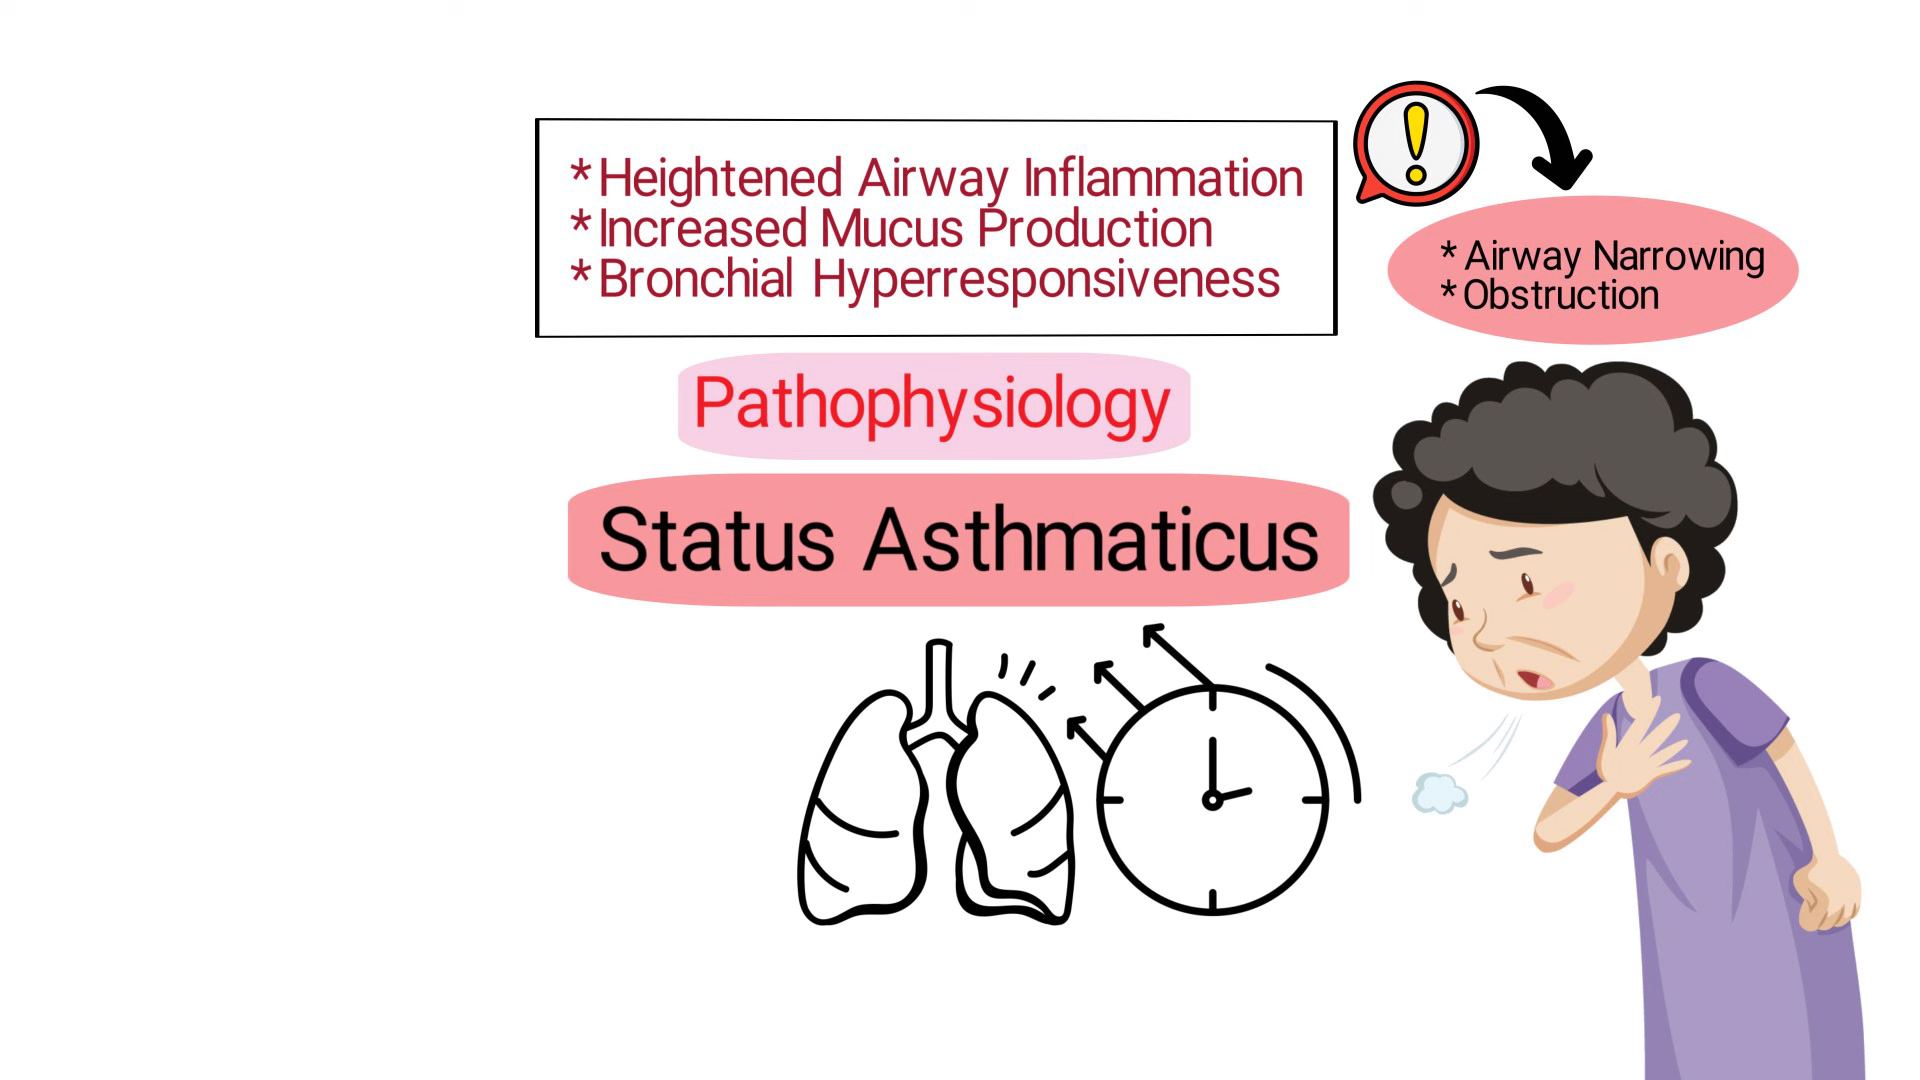 *Heightened Airway Inflammation
*Increased Mucus Production
*Bronchial Hyperresponsiveness
* Airway Narrowing
*Obstruction
Pathophysiology
Status Asthmaticus